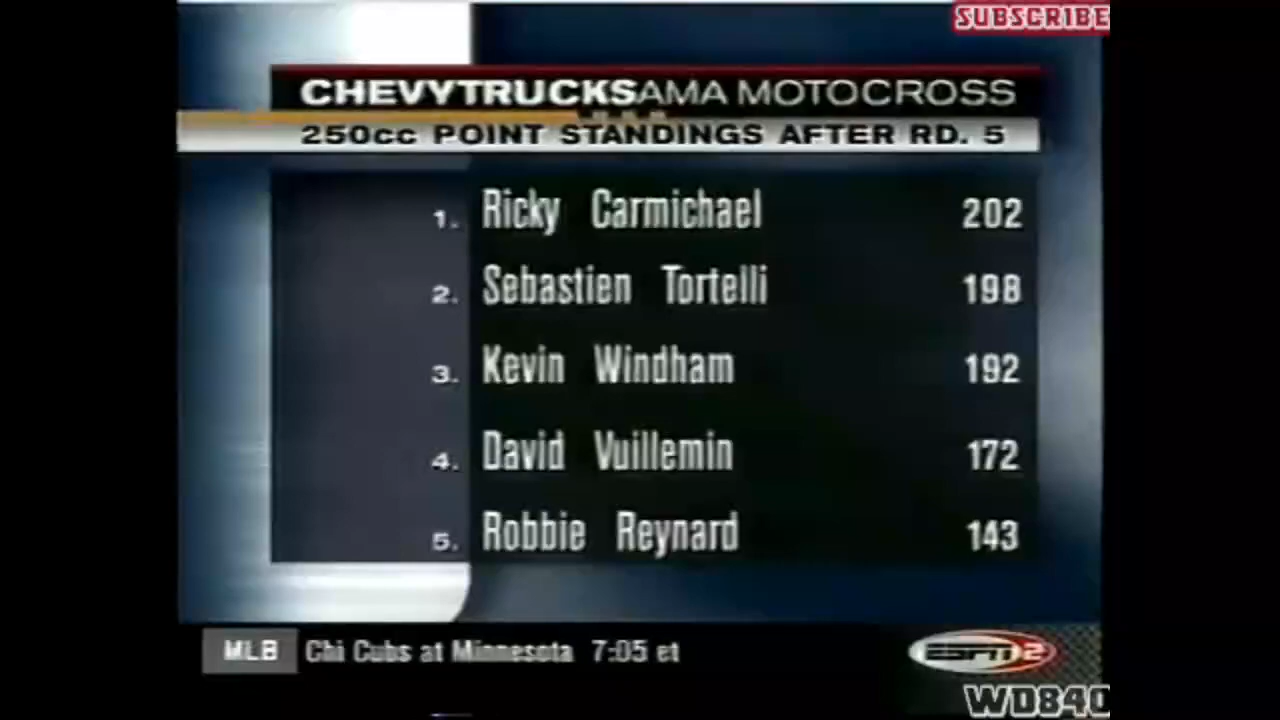 SUBSCRIBE
CHEVYTRUCKSAMA MOTOCROSS
250cc POINT STANDINGS AFTER RD. 5
1. Ricky Carmichael 202
2. Sebastien Tortelli 198
3. Kevin Windham 192
4. David Vuillemin 172
5. Robbie Reynard 143
MLB Chi Cubs at Minnesota 7:05 et
ESPN2
WD840